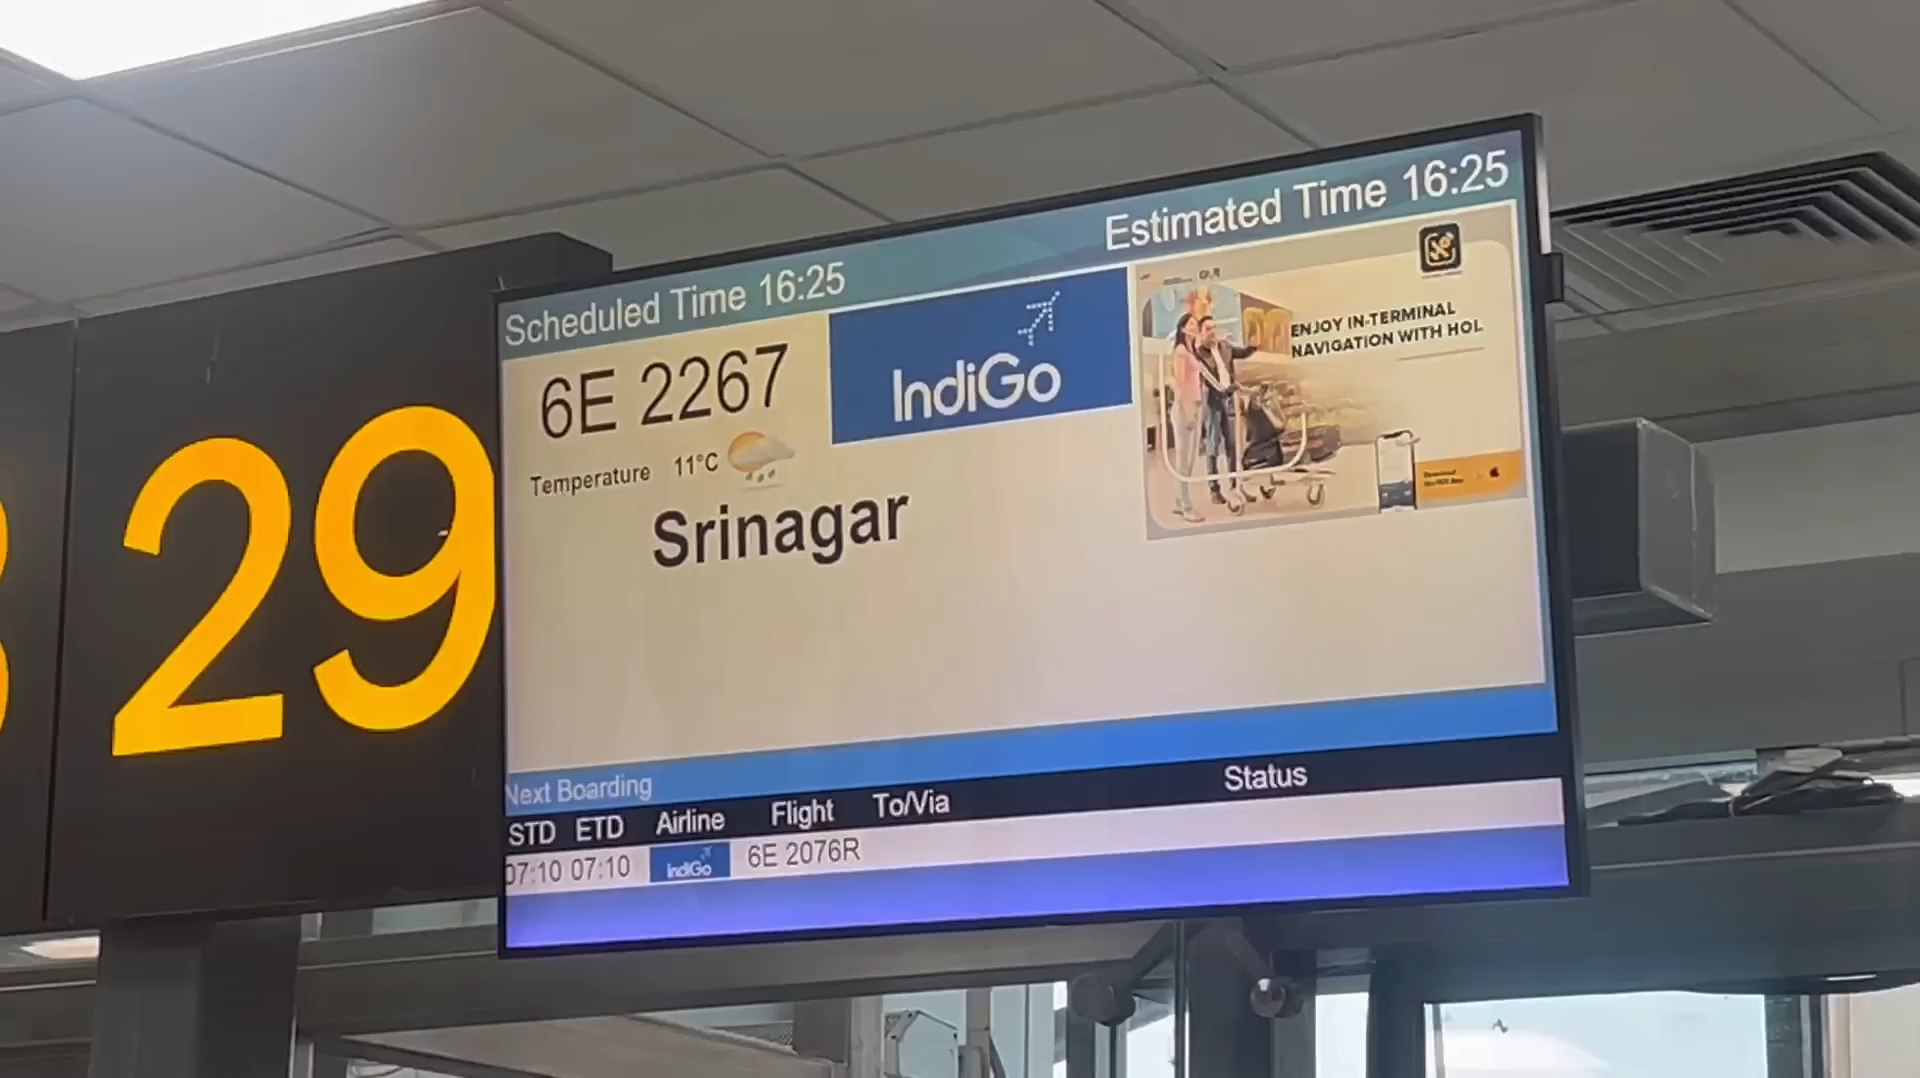 29
Scheduled Time 16:25
Estimated Time 16:25
6E 2267
IndiGo
Temperature 11°C
Srinagar
ENJOY IN-TERMINAL
NAVIGATION WITH HOI
Next Boarding
STD ETD Airline Flight To/Via Status
07:10 07:10 IndiGo 6E 2076R